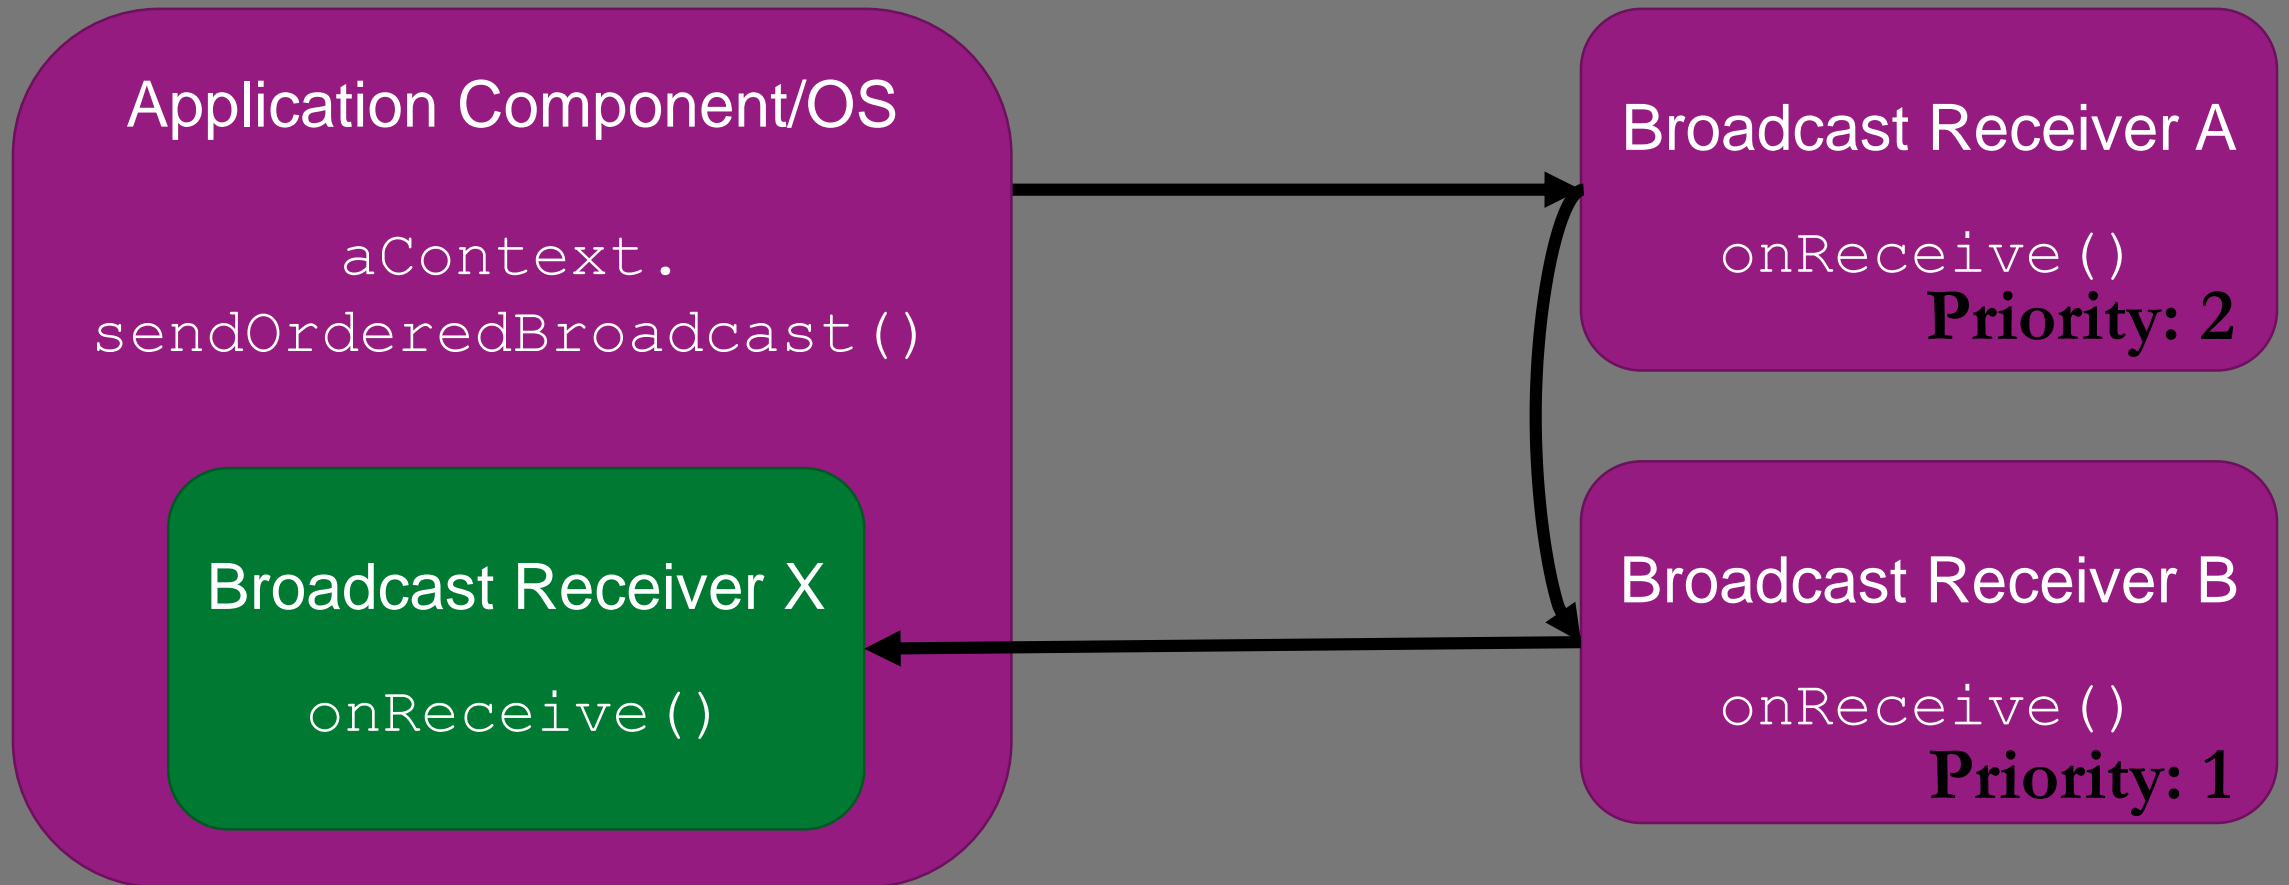 Application Component/OS
aContext.
sendOrderedBroadcast()
Broadcast Receiver X
onReceive()
Broadcast Receiver A
onReceive()
Priority: 2
Broadcast Receiver B
onReceive()
Priority: 1